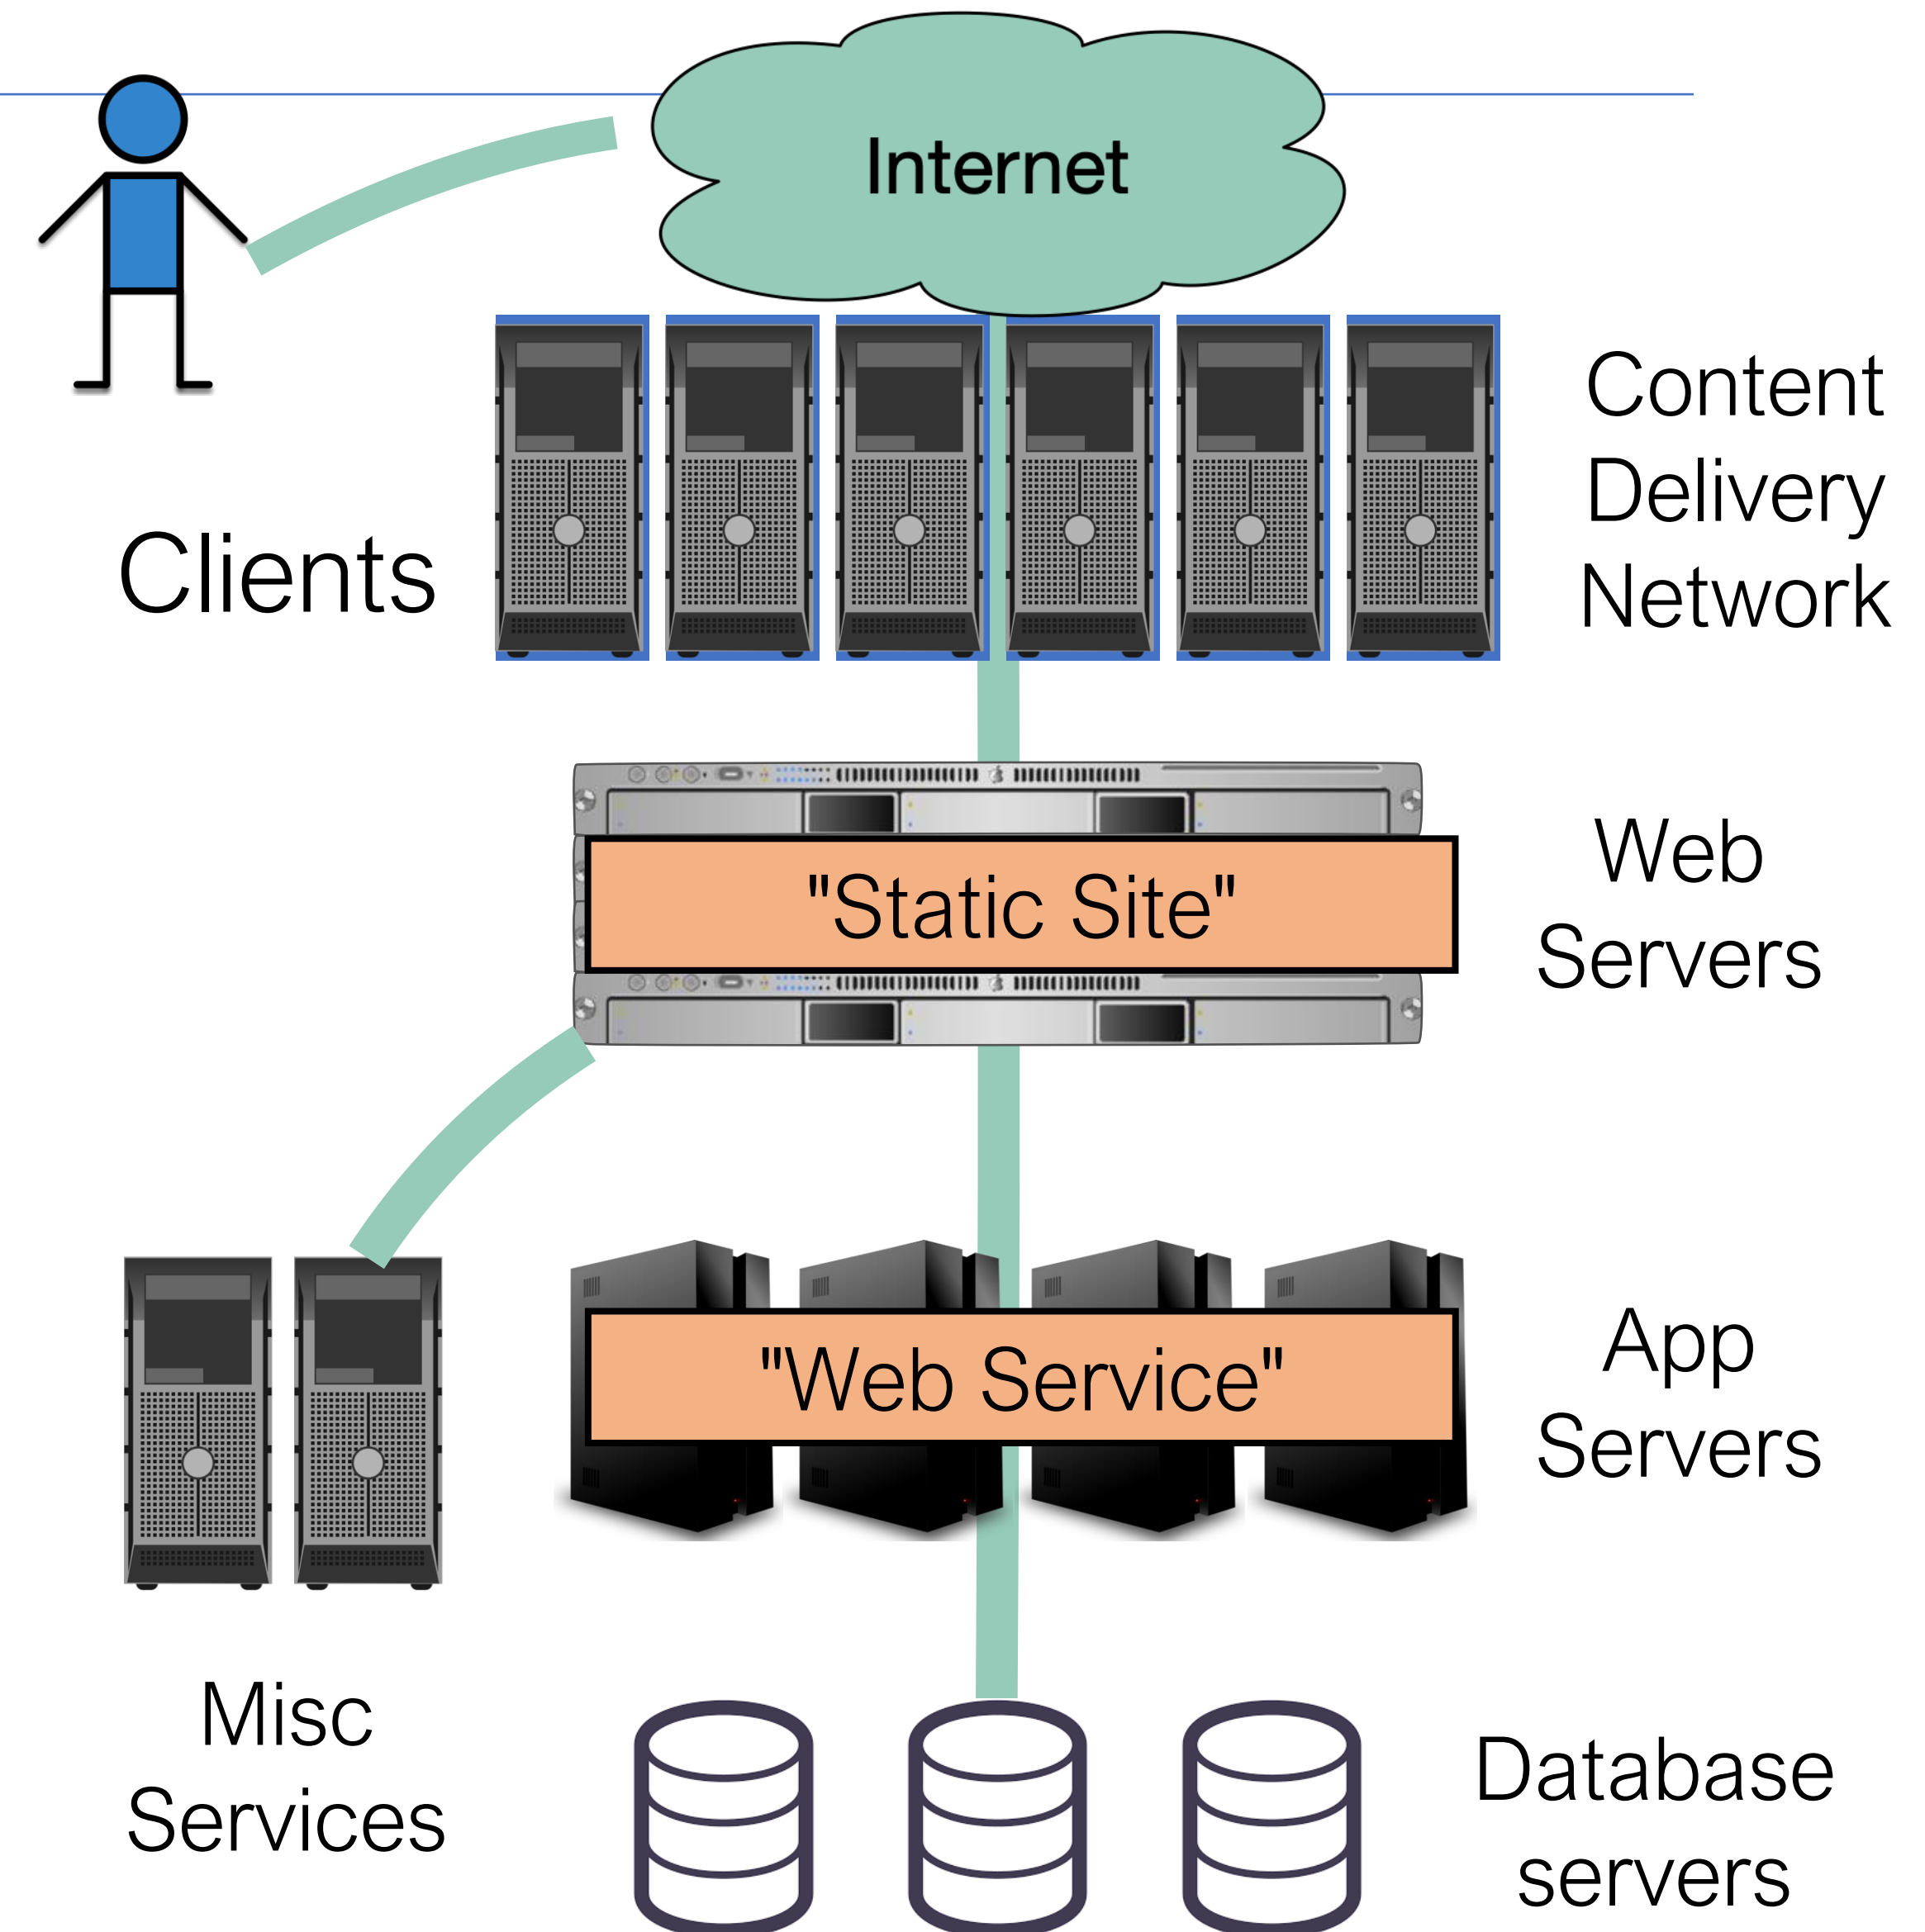 Internet
Clients
Content
Delivery
Network
"Static Site"
Web
Servers
"Web Service"
App
Servers
Misc
Services
Database
servers